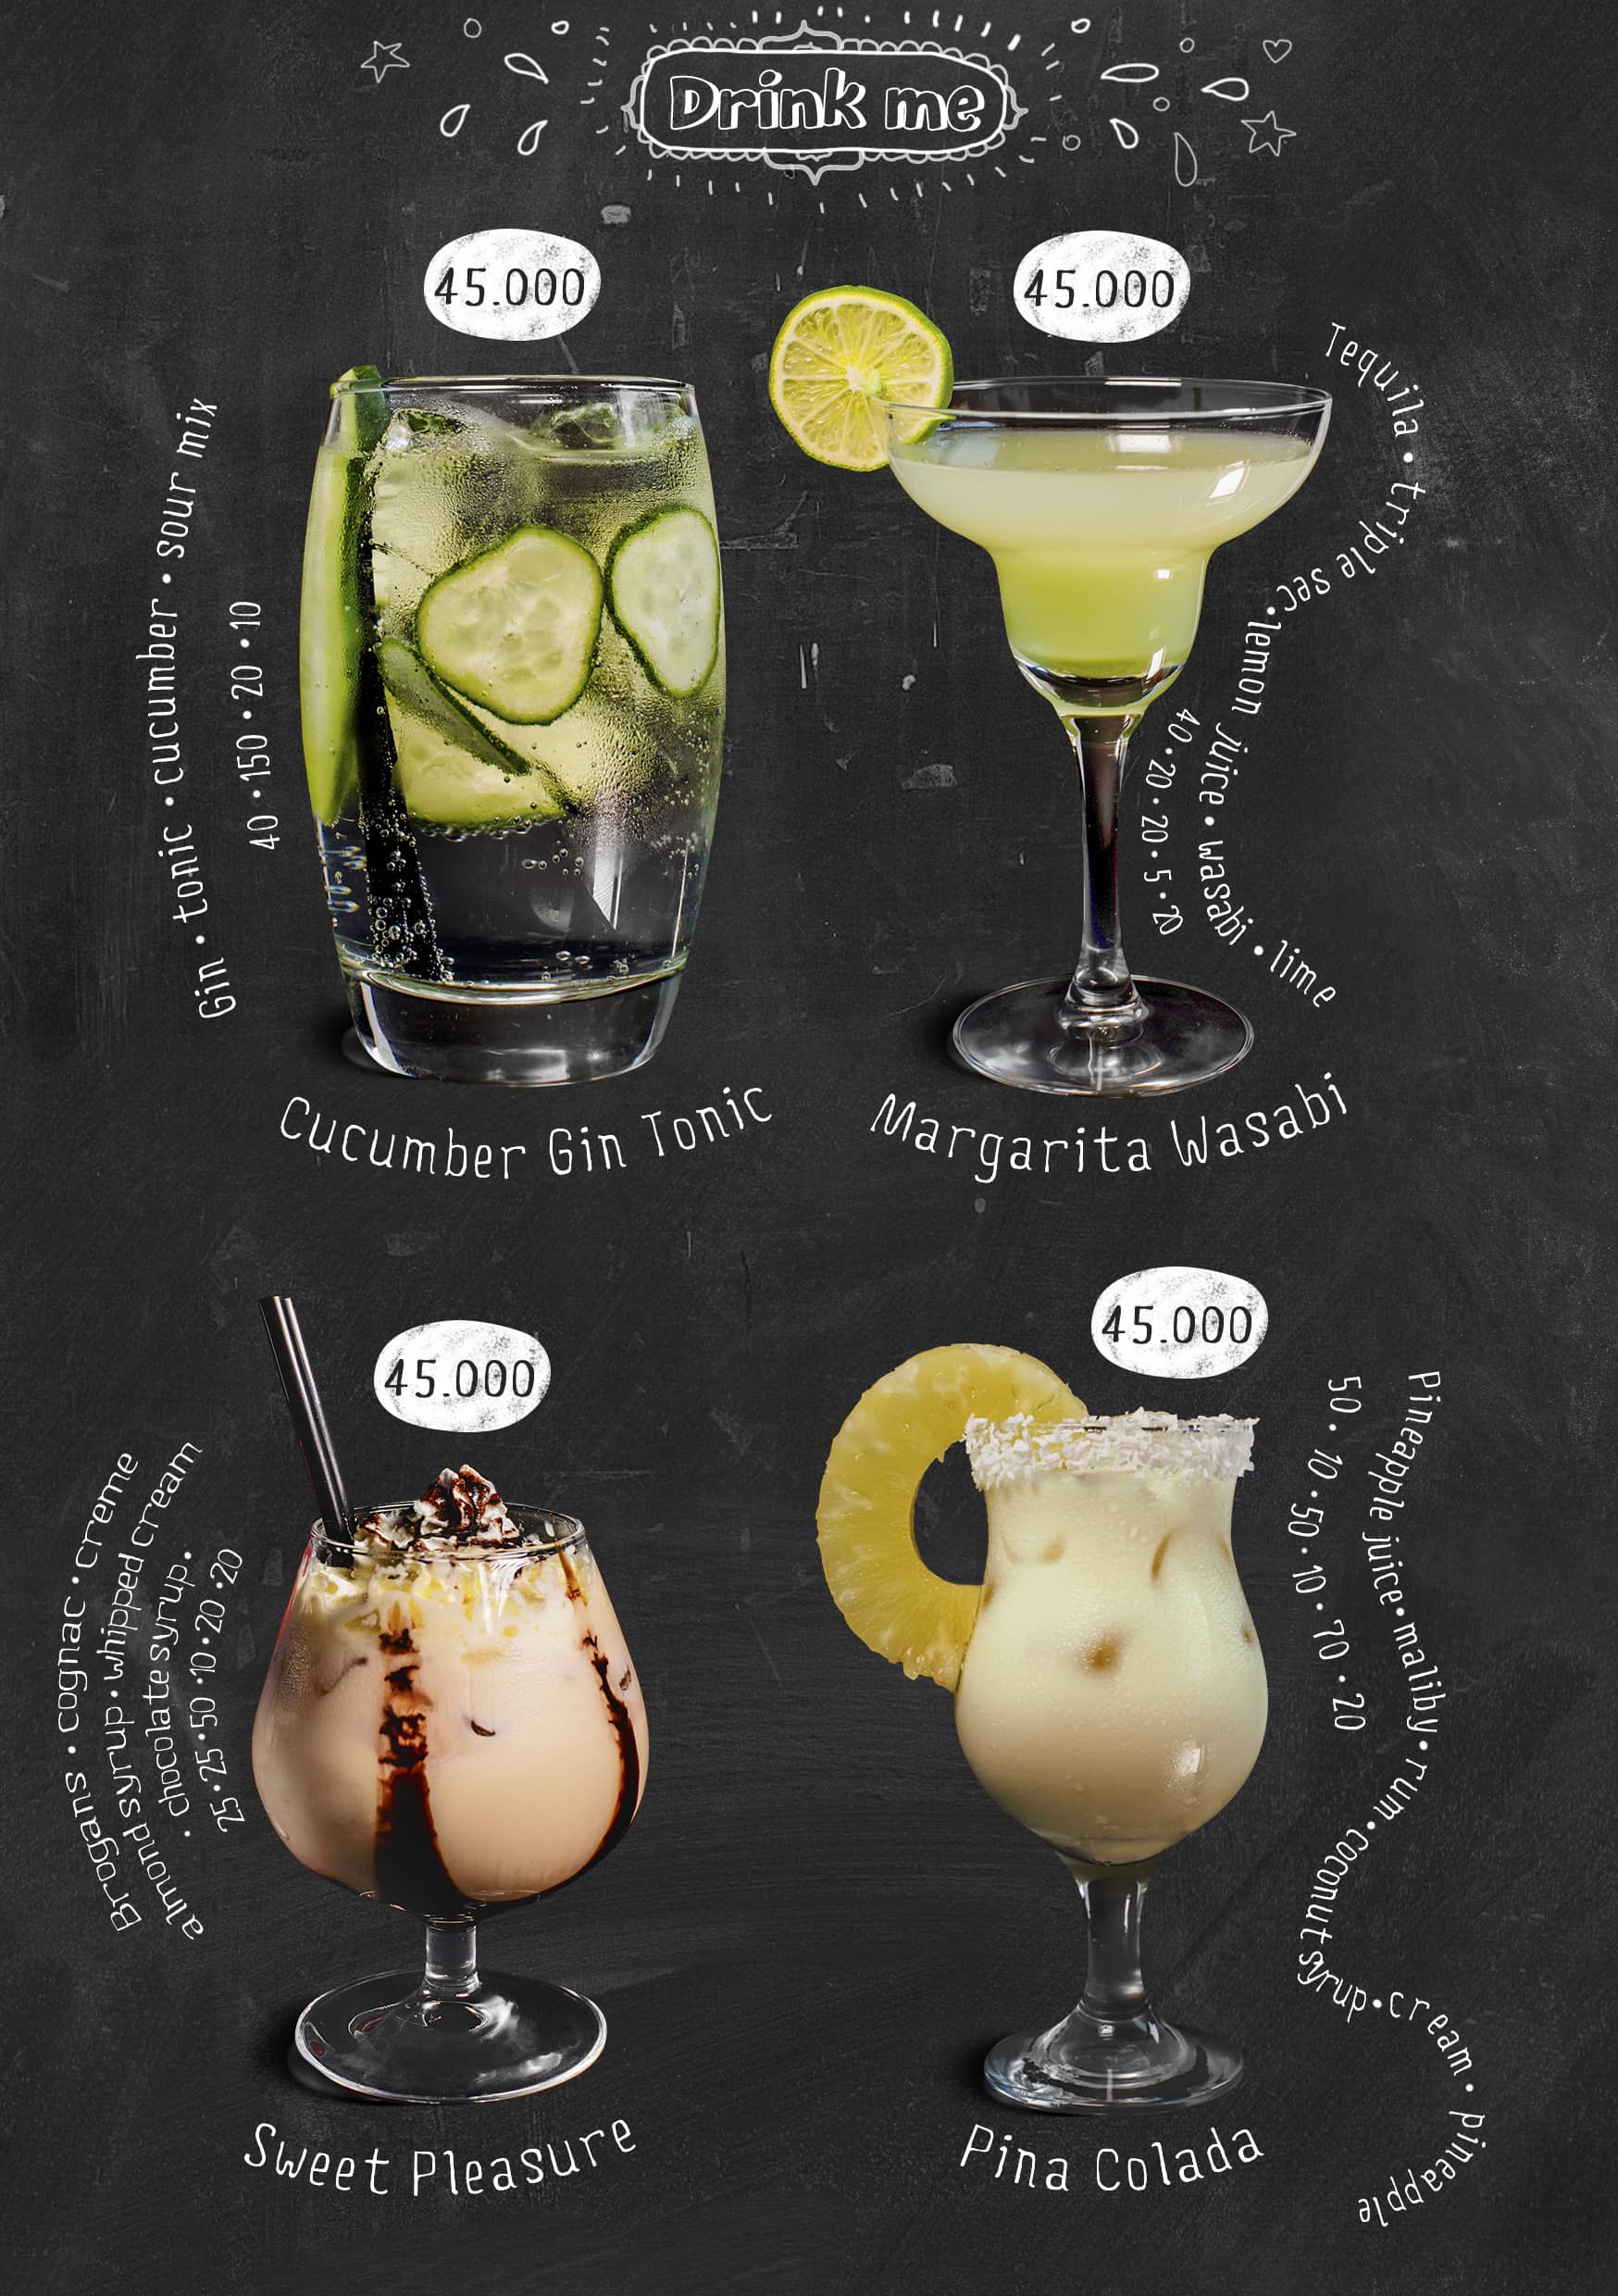 Drink me
45.000
Gin • tonic • cucumber • sour mix
40 • 150 • 20 • 10
Cucumber Gin Tonic
45.000
Tequila • triple sec • lemon juice • wasabi • lime
40 • 20 • 20 • 5 • 20
Margarita Wasabi
45.000
Brogans • cognac • creme
almond syrup • whipped cream
• chocolate syrup •
25 • 25 • 50 • 10 • 20 • 20
Sweet Pleasure
45.000
Pineapple juice • maliby • rum • coconut syrup • cream • pineapple
50 • 10 • 50 • 10 • 70 • 20
Pina Colada